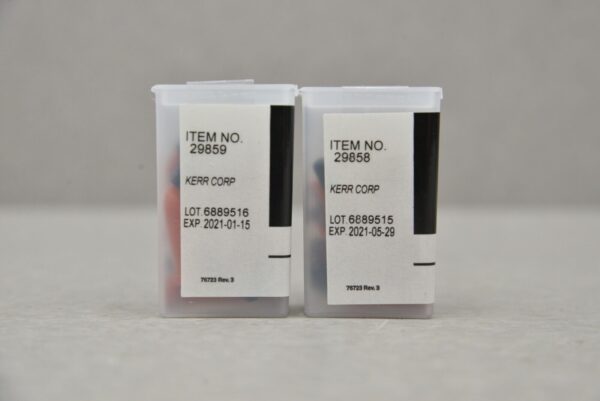 ITEM NO.
29859
KERR CORP
LOT.6889516
EXP. 2021-01-15
76723 Rev. 3
ITEM NO.
29858
KERR CORP
LOT.6889515
EXP. 2021-05-29
76723 Rev. 3